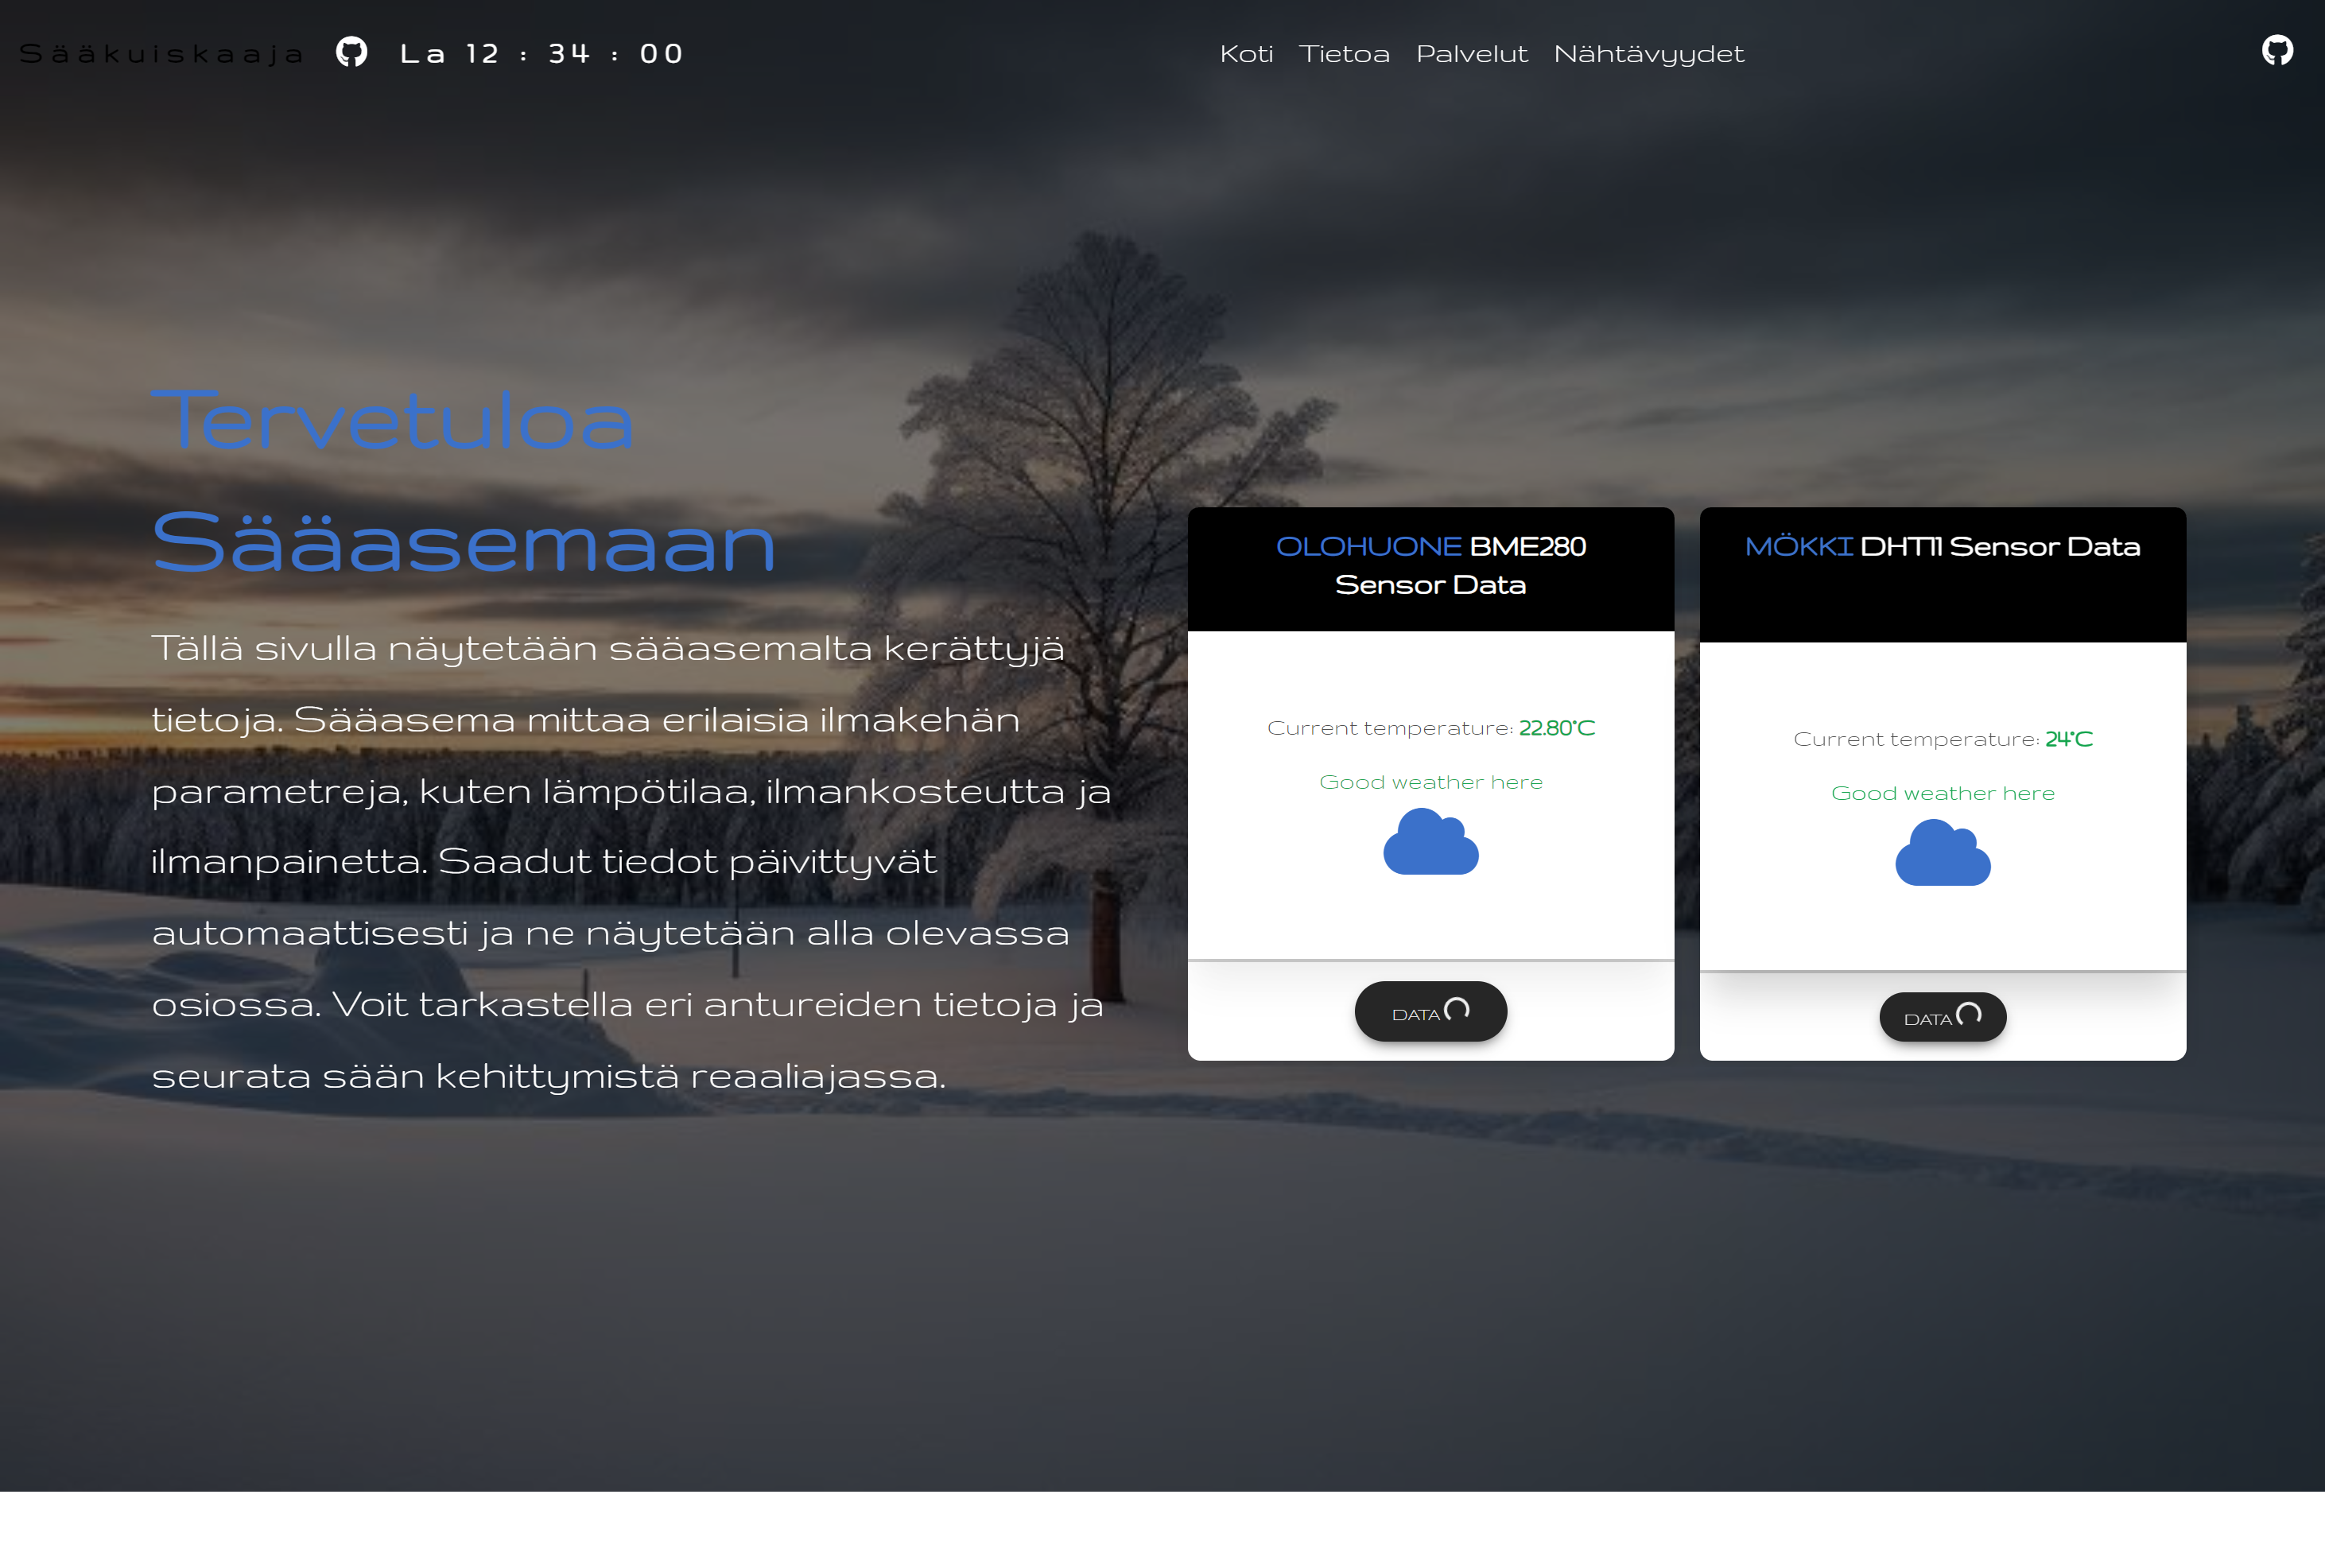 Sääkuiskaaja La 12 : 34 : 00 Koti Tietoa Palvelut Nähtävyydet
Tervetuloa
Sääasemaan
Tällä sivulla näytetään sääasemalta kerättyjä
tietoja. Sääasema mittaa erilaisia ilmakehän
parametreja, kuten lämpötilaa, ilmankosteutta ja
ilmanpainetta. Saadut tiedot päivittyvät
automaattisesti ja ne näytetään alla olevassa
osiossa. Voit tarkastella eri antureiden tietoja ja
seurata sään kehittymistä reaaliajassa.
OLOHUONE BME280
Sensor Data
Current temperature: 22.80°C
Good weather here
DATA
MÖKKI DHT11 Sensor Data
Current temperature: 24°C
Good weather here
DATA